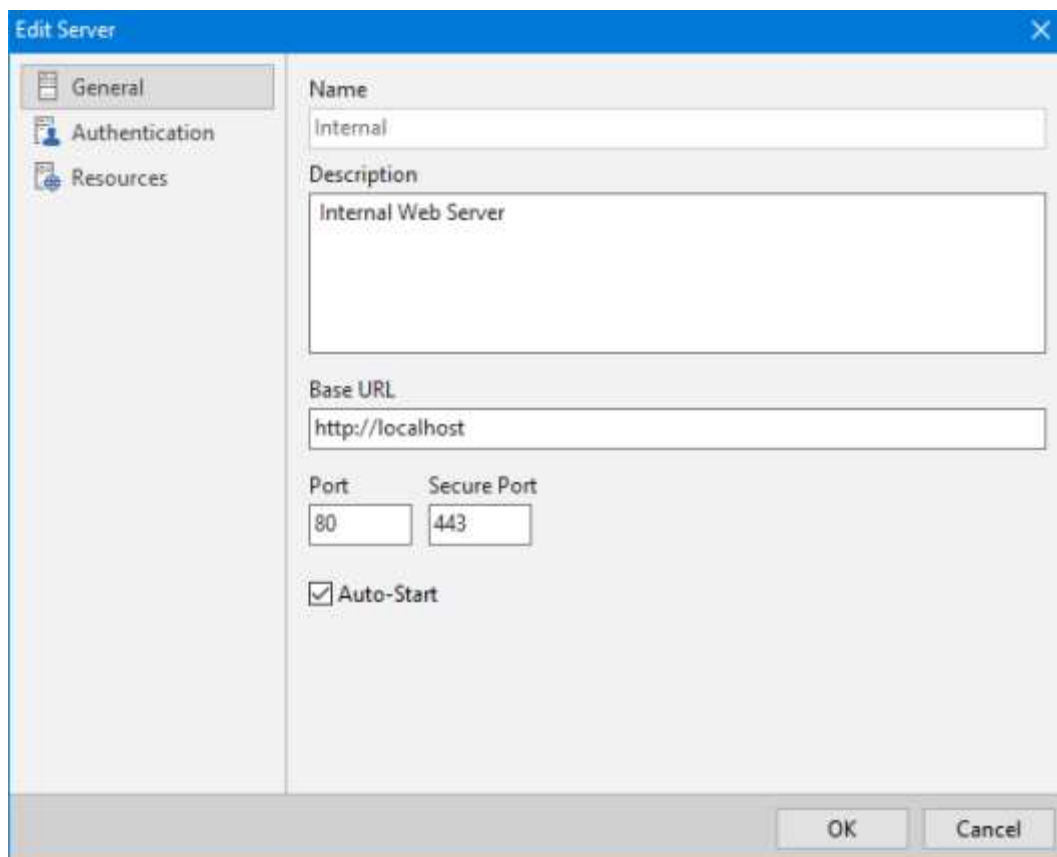 Edit Server
General
Authentication
Resources
Name
Internal
Description
Internal Web Server
Base URL
http://localhost
Port Secure Port
80 443
Auto-Start
OK Cancel